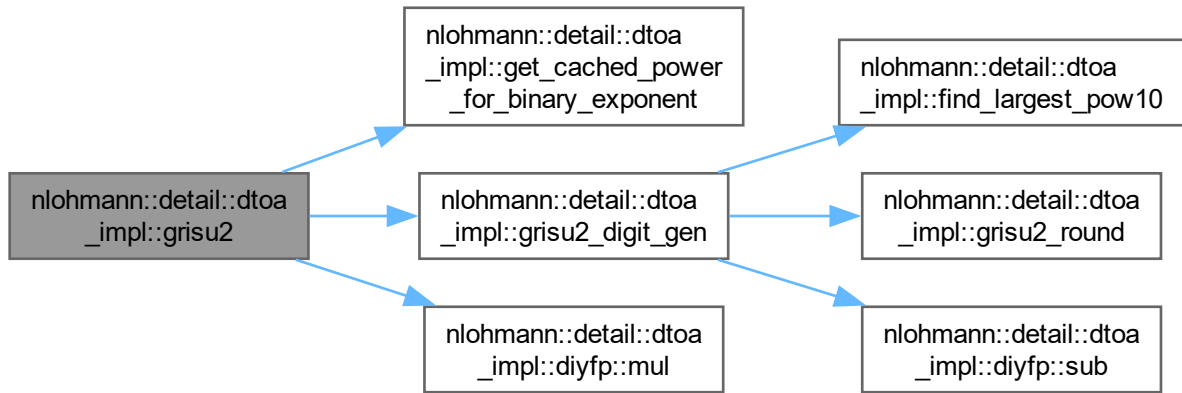 nlohmann::detail::dtoa
_impl::grisu2
nlohmann::detail::dtoa
_impl::get_cached_power
_for_binary_exponent
nlohmann::detail::dtoa
_impl::grisu2_digit_gen
nlohmann::detail::dtoa
_impl::diyfp::mul
nlohmann::detail::dtoa
_impl::find_largest_pow10
nlohmann::detail::dtoa
_impl::grisu2_round
nlohmann::detail::dtoa
_impl::diyfp::sub